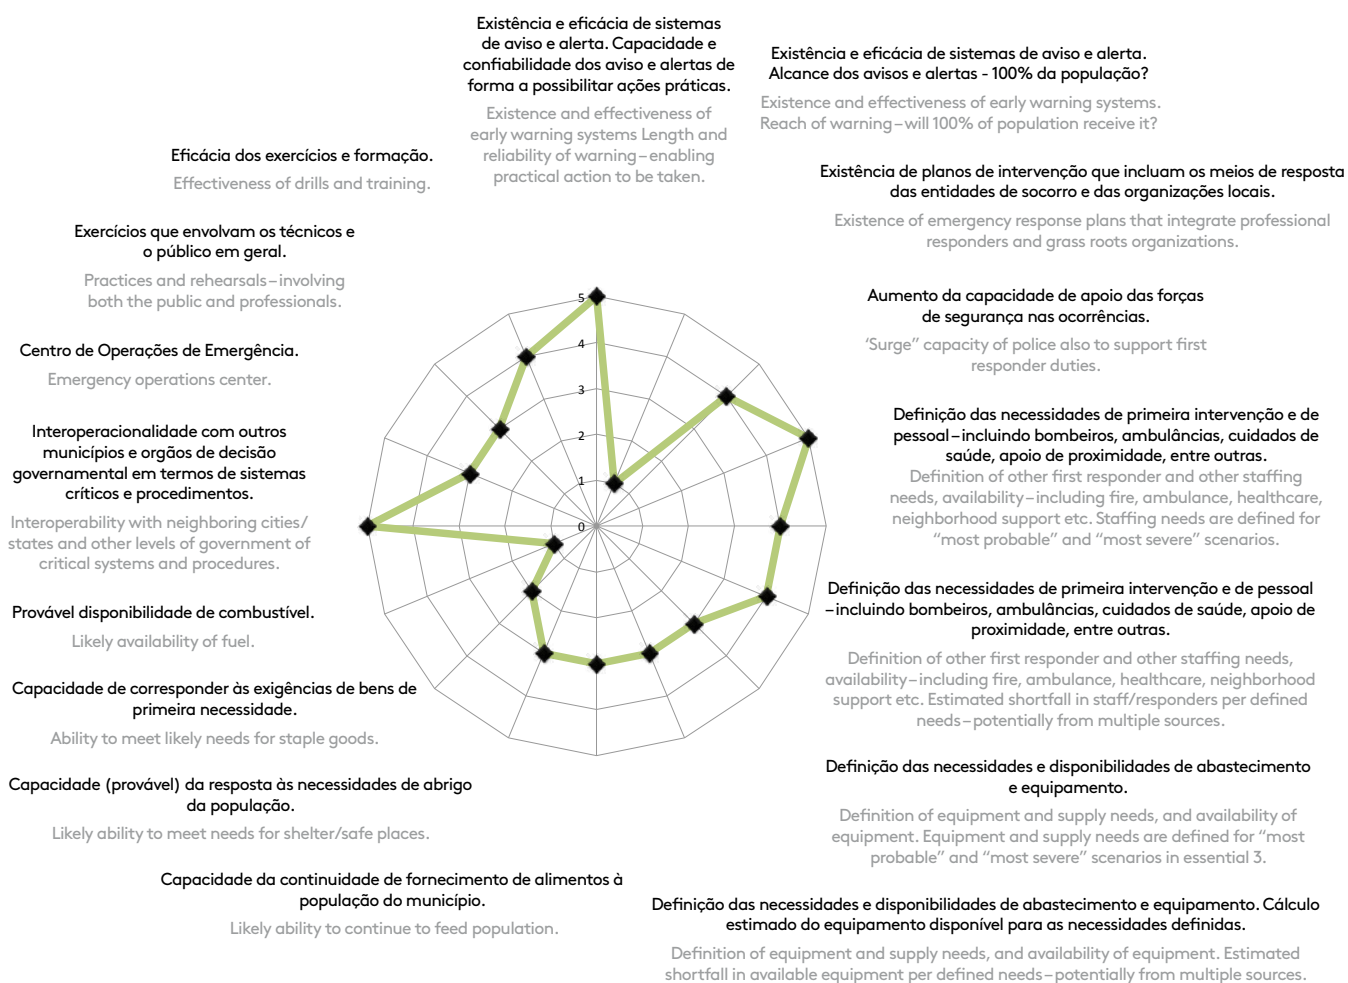 Existência e eficácia de sistemas
de aviso e alerta. Capacidade e
confiabilidade dos aviso e alertas de
forma a possibilitar ações práticas.
Existence and effectiveness of
early warning systems Length and
reliability of warning – enabling
practical action to be taken.
Existência e eficácia de sistemas de aviso e alerta.
Alcance dos avisos e alertas - 100% da população?
Existence and effectiveness of early warning systems.
Reach of warning – will 100% of population receive it?
Existência de planos de intervenção que incluam os meios de resposta
das entidades de socorro e das organizações locais.
Existence of emergency response plans that integrate professional
responders and grass roots organizations.
Aumento da capacidade de apoio das forças
de segurança nas ocorrências.
‘Surge” capacity of police also to support first
responder duties.
Definição das necessidades de primeira intervenção e de
pessoal – incluindo bombeiros, ambulâncias, cuidados de
saúde, apoio de proximidade, entre outras.
Definition of other first responder and other staffing
needs, availability – including fire, ambulance, healthcare,
neighborhood support etc. Staffing needs are defined for
“most probable” and “most severe” scenarios.
Definição das necessidades de primeira intervenção e de pessoal
– incluindo bombeiros, ambulâncias, cuidados de saúde, apoio de
proximidade, entre outras.
Definition of other first responder and other staffing needs,
availability – including fire, ambulance, healthcare, neighborhood
support etc. Estimated shortfall in staff/responders per defined
needs – potentially from multiple sources.
Definição das necessidades e disponibilidades de abastecimento
e equipamento.
Definition of equipment and supply needs, and availability of
equipment. Equipment and supply needs are defined for “most
probable” and “most severe” scenarios in essential 3.
Definição das necessidades e disponibilidades de abastecimento e equipamento. Cálculo
estimado do equipamento disponível para as necessidades definidas.
Definition of equipment and supply needs, and availability of equipment. Estimated
shortfall in available equipment per defined needs – potentially from multiple sources.
Capacidade da continuidade de fornecimento de alimentos à
população do município.
Likely ability to continue to feed population.
Capacidade (provável) da resposta às necessidades de abrigo
da população.
Likely ability to meet needs for shelter/safe places.
Capacidade de corresponder às exigências de bens de
primeira necessidade.
Ability to meet likely needs for staple goods.
Provável disponibilidade de combustível.
Likely availability of fuel.
Interoperacionalidade com outros
municípios e orgãos de decisão
governamental em termos de sistemas
críticos e procedimentos.
Interoperability with neighboring cities/
states and other levels of government of
critical systems and procedures.
Centro de Operações de Emergência.
Emergency operations center.
Exercícios que envolvam os técnicos e
o público em geral.
Practices and rehearsals – involving
both the public and professionals.
Eficácia dos exercícios e formação.
Effectiveness of drills and training.
5
4
3
2
1
0